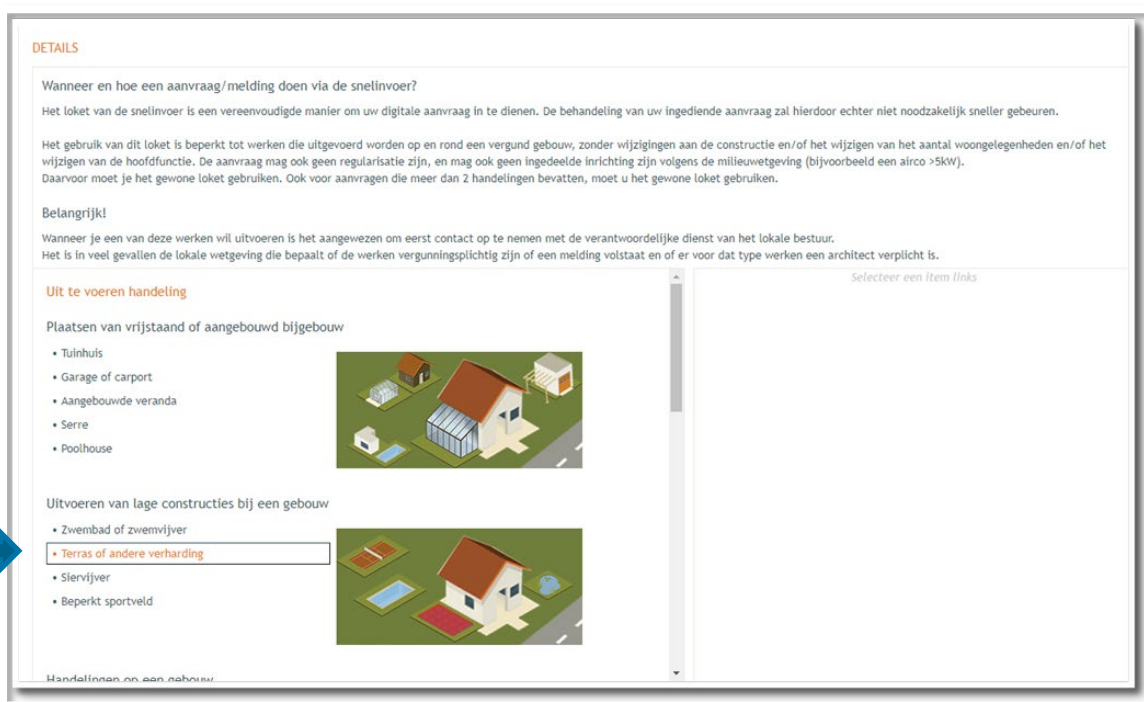 DETAILS
Wanneer en hoe een aanvraag/melding doen via de snelinvoer?
Het loket van de snelinvoer is een vereenvoudigde manier om uw digitale aanvraag in te dienen. De behandeling van uw ingediende aanvraag zal hierdoor echter niet noodzakelijk sneller gebeuren.
Het gebruik van dit loket is beperkt tot werken die uitgevoerd worden op en rond een vergund gebouw, zonder wijzigingen aan de constructie en/of het wijzigen van het aantal woongelegenheden en/of het
wijzigen van de hoofdfunctie. De aanvraag mag ook geen regularisatie zijn, en mag ook geen ingedeelde inrichting zijn volgens de milieuwetgeving (bijvoorbeeld een airco >5kW).
Daarvoor moet je het gewone loket gebruiken. Ook voor aanvragen die meer dan 2 handelingen bevatten, moet u het gewone loket gebruiken.
Belangrijk!
Wanneer je een van deze werken wil uitvoeren is het aangewezen om eerst contact op te nemen met de verantwoordelijke dienst van het lokale bestuur.
Het is in veel gevallen de lokale wetgeving die bepaalt of de werken vergunningsplichtig zijn of een melding volstaat en of er voor dat type werken een architect verplicht is.
Selecteer een item links
Uit te voeren handeling
Plaatsen van vrijstaand of aangebouwd bijgebouw
• Tuinhuis
• Garage of carport
• Aangebouwde veranda
• Serre
• Poolhouse
Uitvoeren van lage constructies bij een gebouw
• Zwembad of zwemvijver
• Terras of andere verharding
• Siervijver
• Beperkt sportveld
Handelingen op een gebouw